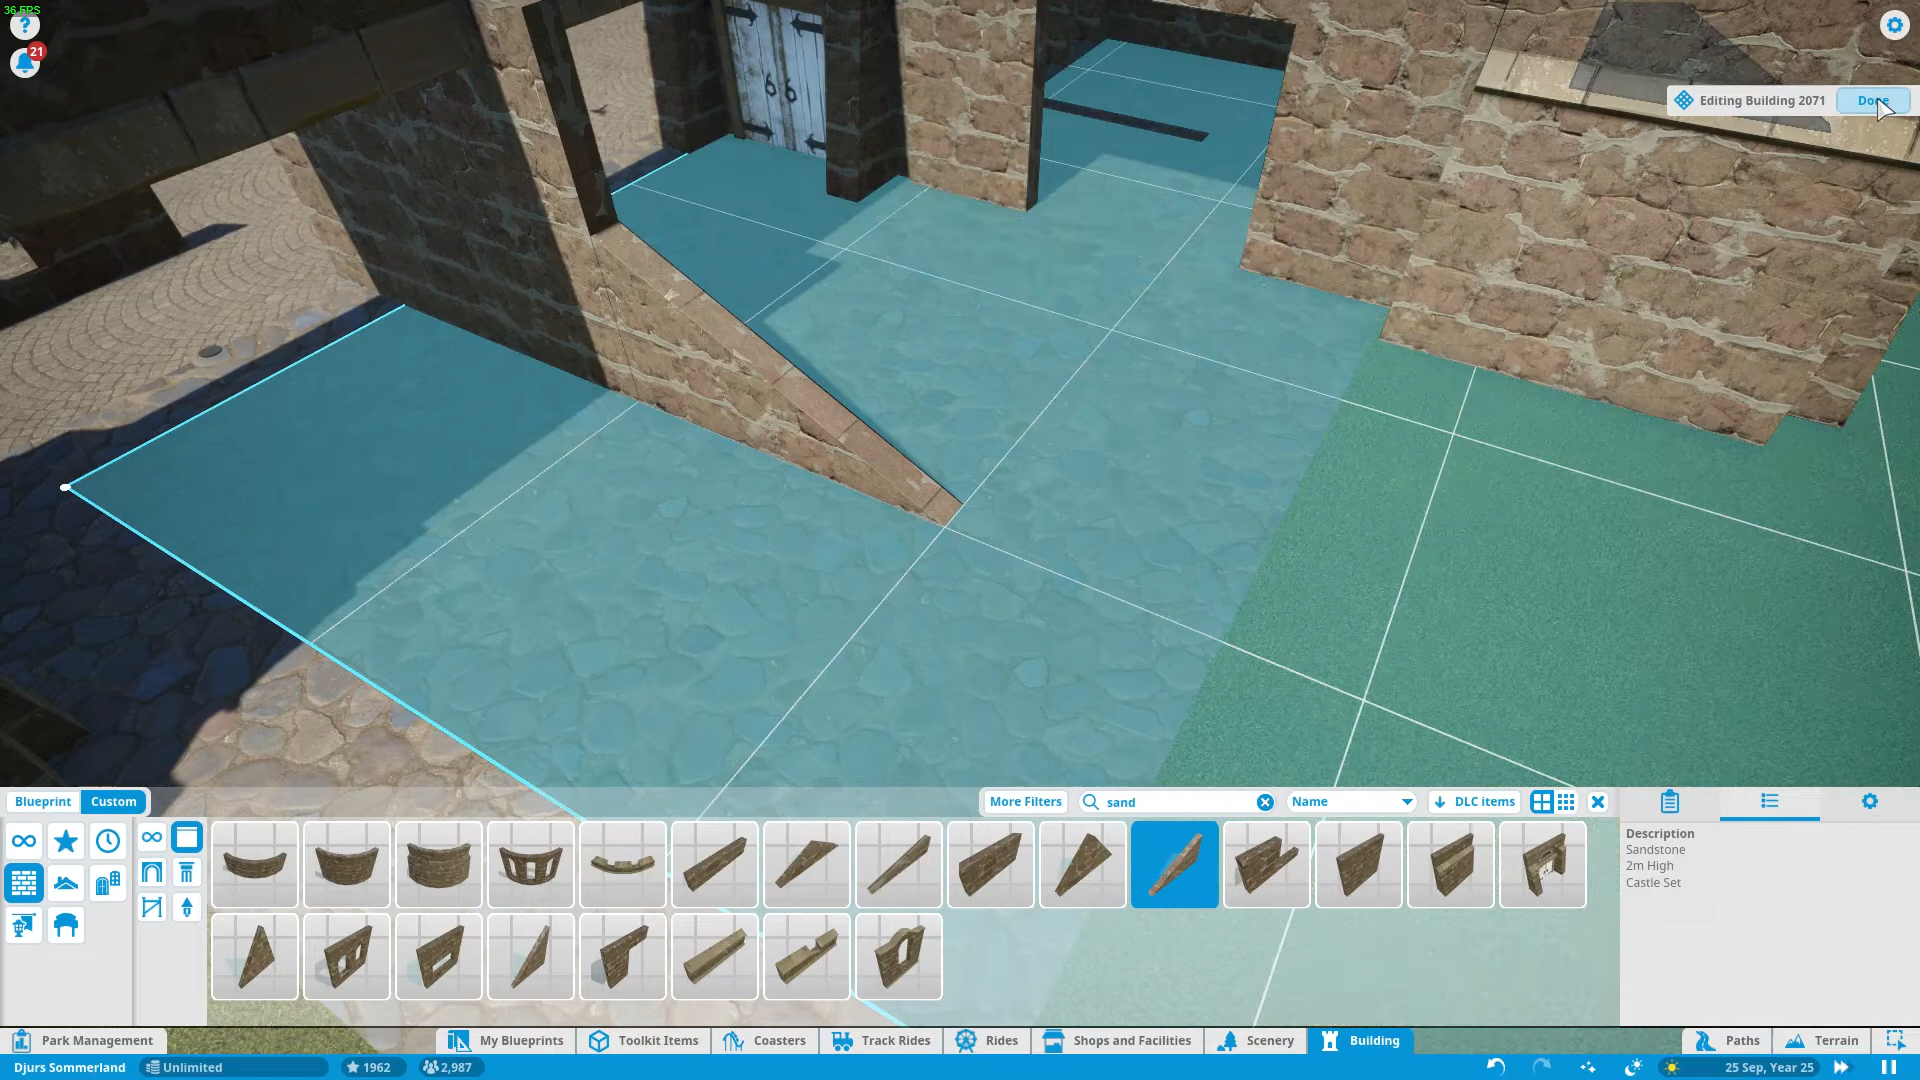 36 FPS
?
21
Editing Building 2071
Done
Blueprint
Custom
More Filters
sand
Name
DLC items
Description
Sandstone
2m High
Castle Set
Park Management
My Blueprints
Toolkit Items
Coasters
Track Rides
Rides
Shops and Facilities
Scenery
Building
Paths
Terrain
Djurs Sommerland
Unlimited
1962
2,987
25 Sep, Year 25